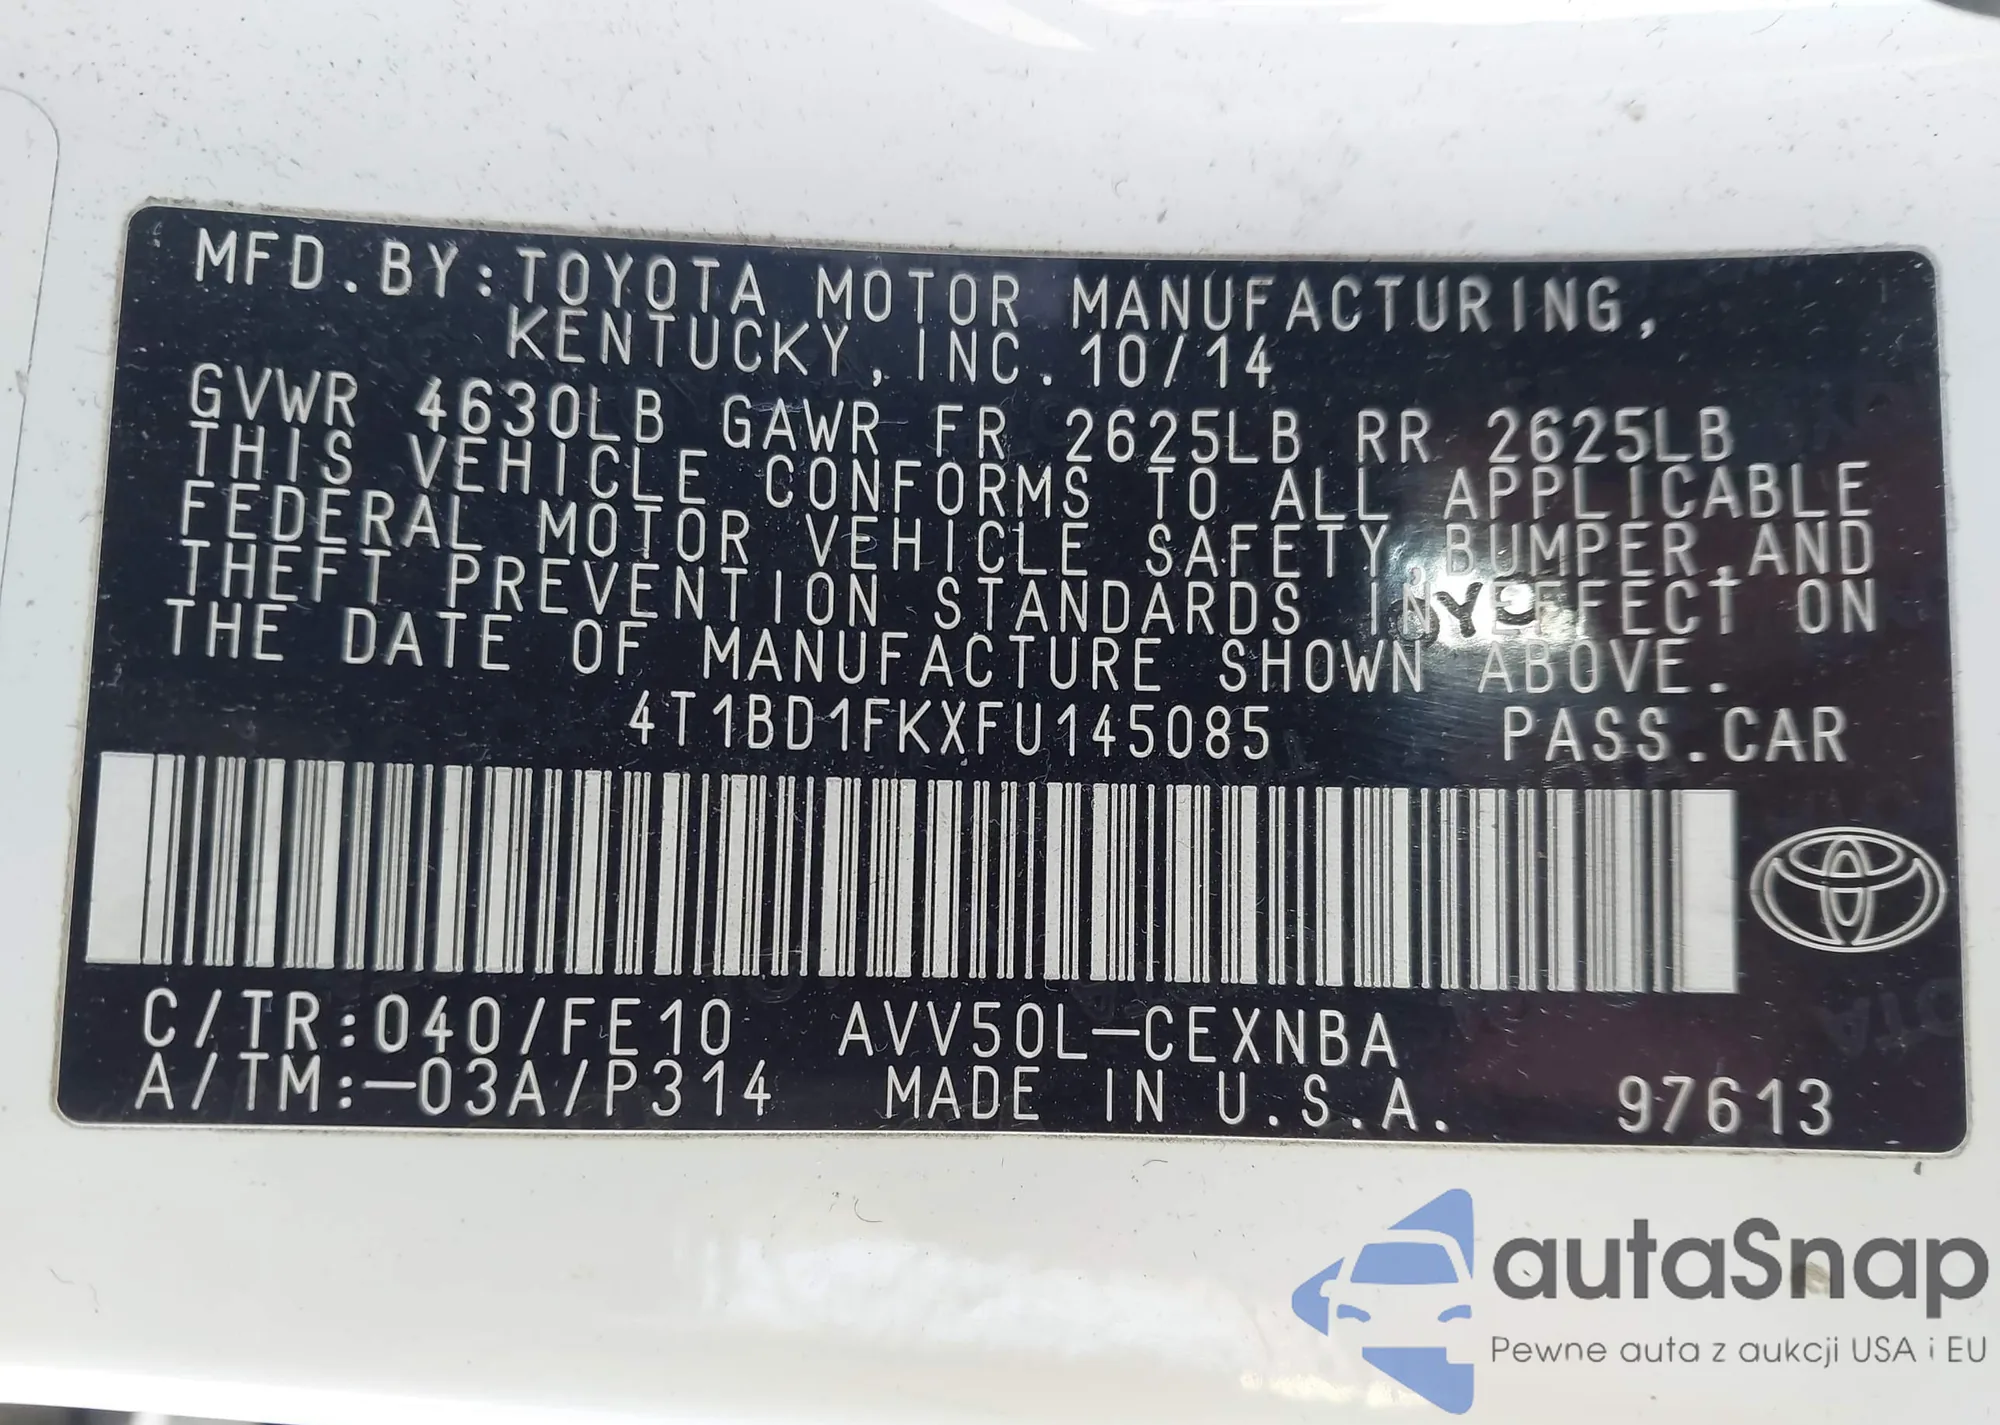 MFD.BY:TOYOTA MOTOR MANUFACTURING,
KENTUCKY, INC. 10/14
GVWR 4630LB GAWR FR 2625LB RR 2625LB
THIS VEHICLE CONFORMS TO ALL APPLICABLE
FEDERAL MOTOR VEHICLE SAFETY,BUMPER,AND
THEFT PREVENTION STANDARDS IN EFFECT ON
THE DATE OF MANUFACTURE SHOWN ABOVE.
4T1BD1FKXFU145085 PASS.CAR
C/TR:040/FE10 AVV50L-CEXNBA
A/TM:-03A/P314 MADE IN U.S.A. 97613
autaSnap
Pewne auta z aukcji USA i EU